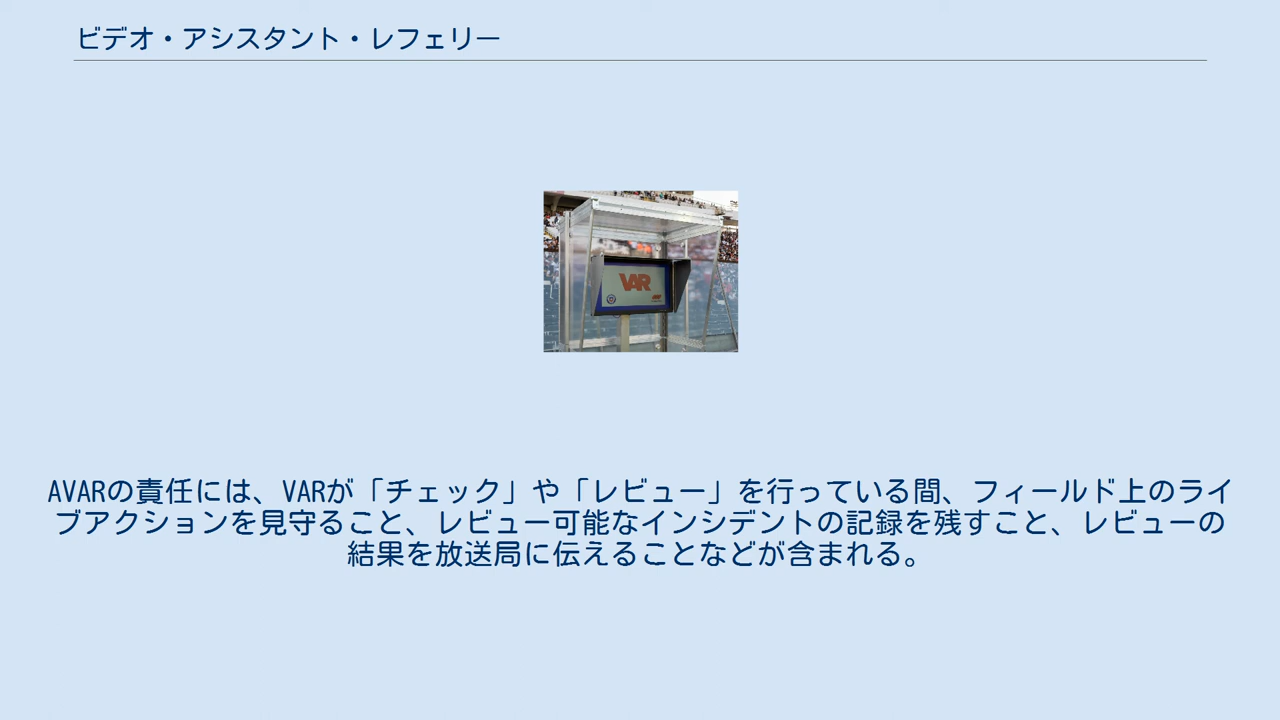 ビデオ・アシスタント・レフェリー
VAR
AVARの責任には、VARが「チェック」や「レビュー」を行っている間、フィールド上のライ
ブアクションを見守ること、レビュー可能なインシデントの記録を残すこと、レビューの
結果を放送局に伝えることなどが含まれる。